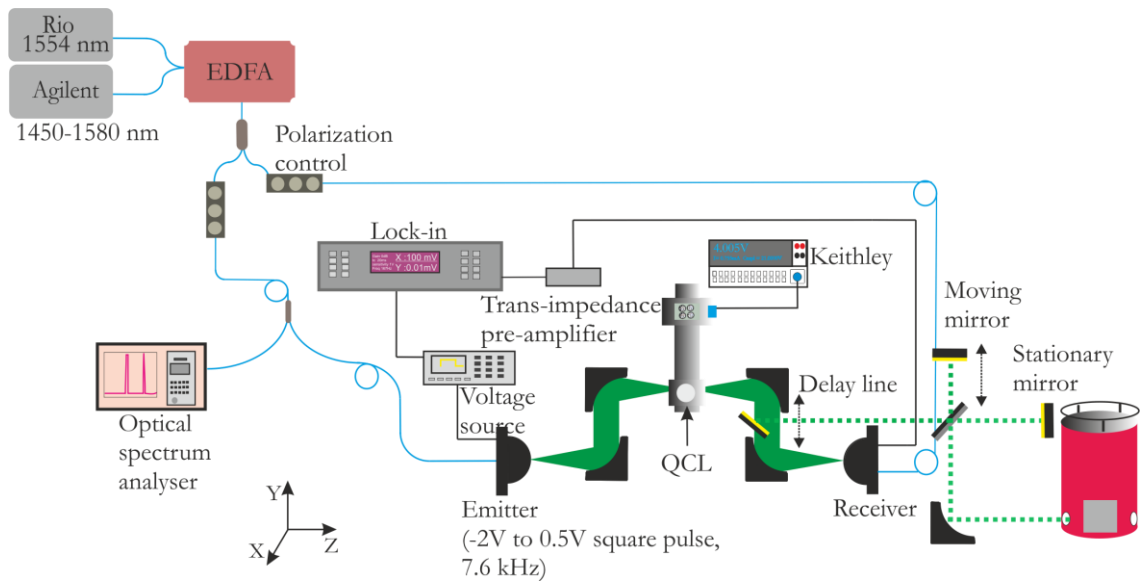 Rio
1554 nm
Agilent
1450-1580 nm
EDFA
Polarization
control
Lock-in
X :100 mV
Y :0.01mV
Trans-impedance
pre-amplifier
Keithley
Moving
mirror
Stationary
mirror
Delay line
Voltage
source
QCL
Optical
spectrum
analyser
Receiver
Emitter
(-2V to 0.5V square pulse,
7.6 kHz)
Y
X
Z